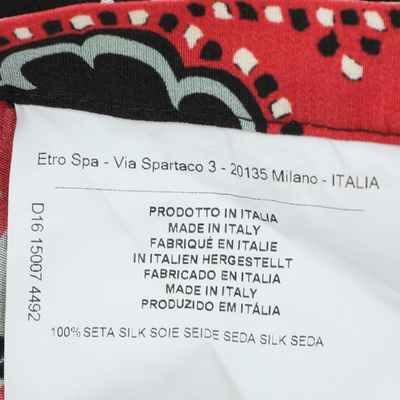 Etro Spa - Via Spartaco 3 - 20135 Milano - ITALIA
PRODOTTO IN ITALIA
MADE IN ITALY
FABRIQUÉ EN ITALIE
IN ITALIEN HERGESTELLT
FABRICADO EN ITALIA
MADE IN ITALY
PRODUZIDO EM ITÁLIA
100% SETA SILK SOIE SEIDE SEDA SILK SEDA
D16 15007 4492